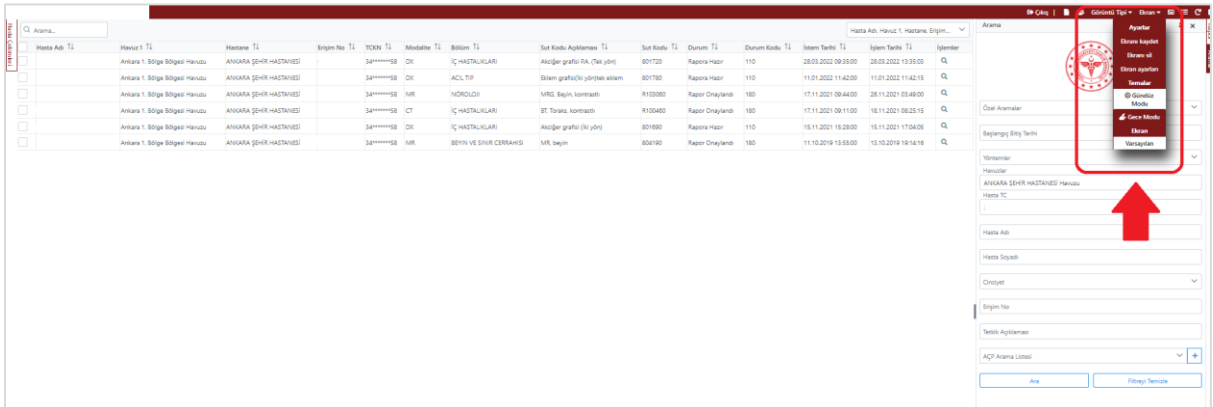 Çıkış | Görüntü Tipi Ekran
Hasta Çekimleri
Arama...
Hasta Adı, Havuz 1, Hastane, Erişim...
Hasta Adı Havuz 1 Hastane Erişim No TCKN Modalite Bölüm Sut Kodu Açıklaması Sut Kodu Durum Durum Kodu İstem Tarihi İşlem Tarihi İşlemler
Ankara 1. Bölge Bölgesi Havuzu ANKARA ŞEHİR HASTANESİ 34*******58 DX İÇ HASTALIKLARI Akciğer grafisi P.A. (Tek yön) 801720 Rapora Hazır 110 28.03.2022 09:35:00 28.03.2022 13:35:03
Ankara 1. Bölge Bölgesi Havuzu ANKARA ŞEHİR HASTANESİ 34*******58 DX ACİL TIP Eklem grafisi(İki yön)tek eklem 801780 Rapora Hazır 110 11.01.2022 11:42:00 11.01.2022 11:42:15
Ankara 1. Bölge Bölgesi Havuzu ANKARA ŞEHİR HASTANESİ 34*******58 MR NÖROLOJİ MRG, Beyin, kontrastlı R103060 Rapor Onaylandı 180 17.11.2021 09:44:00 26.11.2021 03:49:00
Ankara 1. Bölge Bölgesi Havuzu ANKARA ŞEHİR HASTANESİ 34*******58 CT İÇ HASTALIKLARI BT, Toraks, kontrastlı R100460 Rapor Onaylandı 180 17.11.2021 09:11:00 18.11.2021 08:25:15
Ankara 1. Bölge Bölgesi Havuzu ANKARA ŞEHİR HASTANESİ 34*******58 DX İÇ HASTALIKLARI Akciğer grafisi (İki yön) 801690 Rapora Hazır 110 15.11.2021 15:28:00 15.11.2021 17:04:05
Ankara 1. Bölge Bölgesi Havuzu ANKARA ŞEHİR HASTANESİ 34*******58 MR BEYİN VE SİNİR CERRAHİSİ MR, beyin 804190 Rapor Onaylandı 180 11.10.2019 13:55:00 13.10.2019 19:14:16
Arama
Ayarlar
Ekranı kaydet
Ekranı sil
Ekran ayarları
Temalar
Gündüz Modu
Gece Modu
Ekran
Varsayılan
Özel Aramalar
Başlangıç Bitiş Tarihi
Yöntemler
Havuzlar
ANKARA ŞEHİR HASTANESİ Havuzu
Hasta TC
Hasta Adı
Hasta Soyadı
Cinsiyet
Erişim No
Tetkik Açıklaması
AÇP Arama Listesi
Ara Filtreyi Temizle